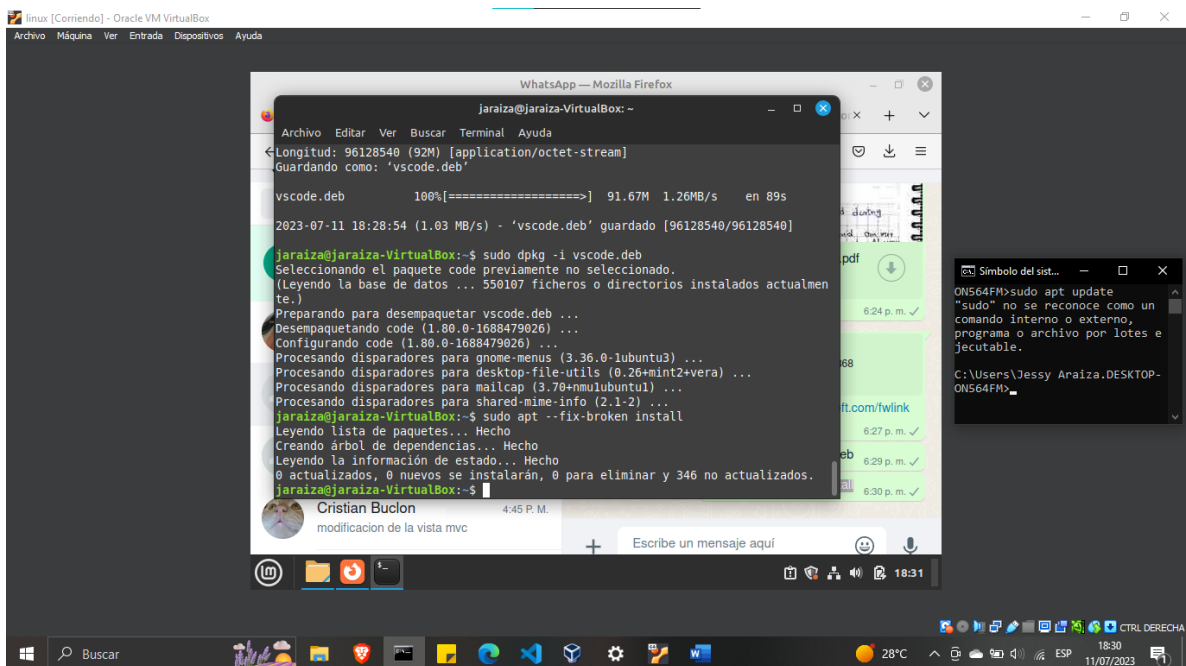 linux [Corriendo] - Oracle VM VirtualBox
Archivo Máquina Ver Entrada Dispositivos Ayuda
WhatsApp — Mozilla Firefox
jaraiza@jaraiza-VirtualBox: ~
Archivo Editar Ver Buscar Terminal Ayuda
Longitud: 96128540 (92M) [application/octet-stream]
Guardando como: ‘vscode.deb’
vscode.deb 100%[===================>] 91.67M 1.26MB/s en 89s
2023-07-11 18:28:54 (1.03 MB/s) - ‘vscode.deb’ guardado [96128540/96128540]
jaraiza@jaraiza-VirtualBox:~$ sudo dpkg -i vscode.deb
Seleccionando el paquete code previamente no seleccionado.
(Leyendo la base de datos ... 550107 ficheros o directorios instalados actualmen
te.)
Preparando para desempaquetar vscode.deb ...
Desempaquetando code (1.80.0-1688479026) ...
Configurando code (1.80.0-1688479026) ...
Procesando disparadores para gnome-menus (3.36.0-1ubuntu3) ...
Procesando disparadores para desktop-file-utils (0.26+mint2+vera) ...
Procesando disparadores para mailcap (3.70+nmu1ubuntu1) ...
Procesando disparadores para shared-mime-info (2.1-2) ...
jaraiza@jaraiza-VirtualBox:~$ sudo apt --fix-broken install
Leyendo lista de paquetes... Hecho
Creando árbol de dependencias... Hecho
Leyendo la información de estado... Hecho
0 actualizados, 0 nuevos se instalarán, 0 para eliminar y 346 no actualizados.
jaraiza@jaraiza-VirtualBox:~$
.pdf
6:24 p. m.
868
ft.com/fwlink
6:27 p. m.
eb
6:29 p. m.
al
6:30 p. m.
Cristian Buclon 4:45 P. M.
modificacion de la vista mvc
Escribe un mensaje aquí
18:31
Símbolo del sist...
ON564FM>sudo apt update
"sudo" no se reconoce como un
comando interno o externo,
programa o archivo por lotes e
jecutable.
C:\Users\Jessy Araiza.DESKTOP-
ON564FM>
CTRL DERECHA
Buscar
28°C
ESP
18:30
11/07/2023